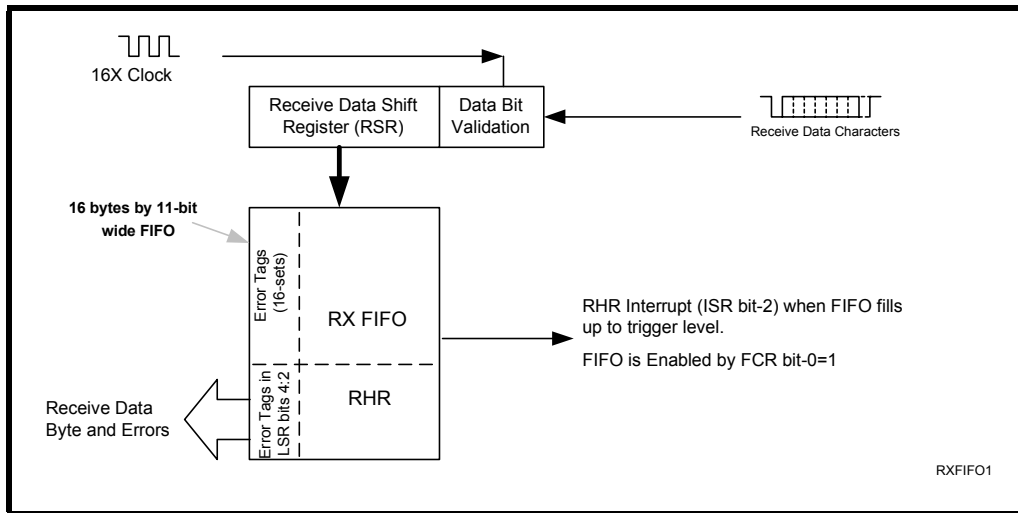 16X Clock
Receive Data Shift
Register (RSR)
Data Bit
Validation
Receive Data Characters
16 bytes by 11-bit
wide FIFO
Error Tags
(16-sets)
RX FIFO
RHR Interrupt (ISR bit-2) when FIFO fills
up to trigger level.
FIFO is Enabled by FCR bit-0=1
Error Tags in
LSR bits 4:2
RHR
Receive Data
Byte and Errors
RXFIFO1